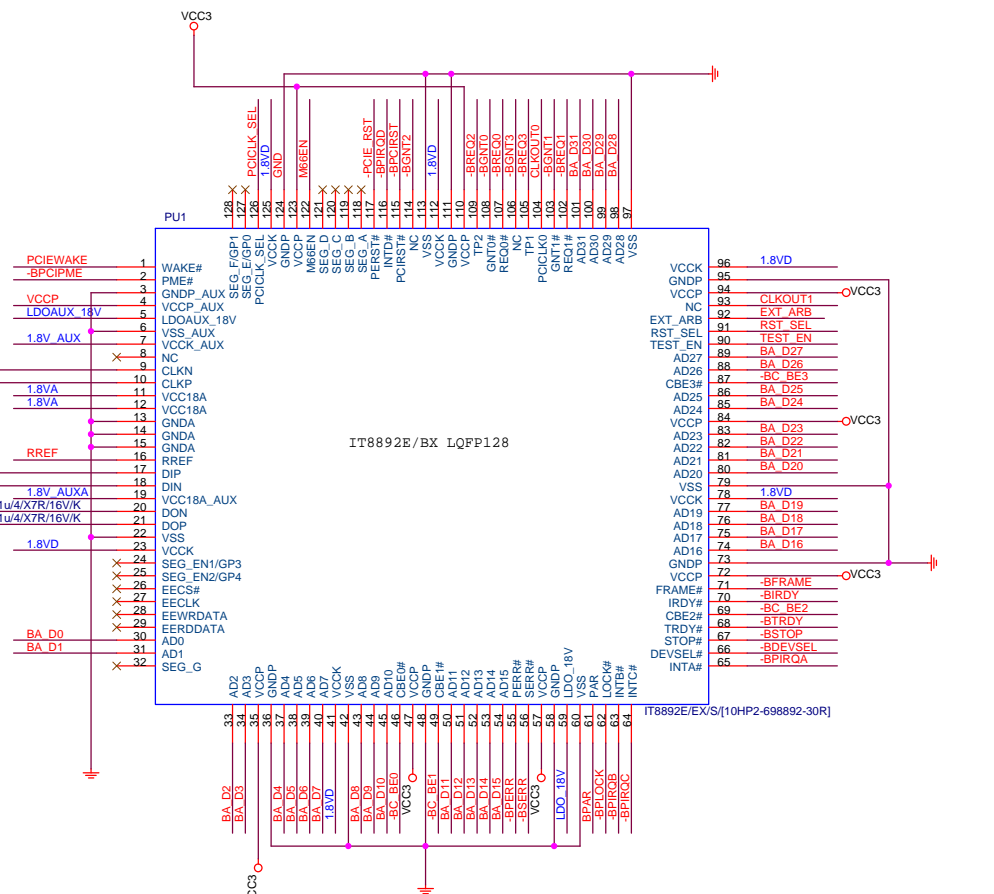 VCC3
PCICLK_SEL
1.8VD
GND
M66EN
-PCIE_RST
-BPIRQD
-BPCIRST
-BGNT2
1.8VD
-BREQ2
-BGNT0
-BREQ0
-BGNT3
-BREQ3
CLKOUT0
-BGNT1
-BREQ1
BA_D31
BA_D30
BA_D29
BA_D28
128 127 126 125 124 123 122 121 120 119 118 117 116 115 114 113 112 111 110 109 108 107 106 105 104 103 102 101 100 99 98 97
PU1
SEG_F/GP1
SEG_E/GP0
PCICLK_SEL
VCCK
GNDP
VCCP
M66EN
SEG_D
SEG_C
SEG_B
SEG_A
PERST#
INTD#
PCIRST#
NC
VSS
VCCK
GNDP
VCCP
TP2
GNT0#
REQ0#
NC
TP1
PCICLK0
GNT1#
REQ1#
AD31
AD30
AD29
AD28
VSS
PCIEWAKE 1 WAKE#
-BPCIPME 2 PME#
3 GNDP_AUX
VCCP 4 VCCP_AUX
LDOAUX_18V 5 LDOAUX_18V
6 VSS_AUX
1.8V_AUX 7 VCCK_AUX
8 NC
9 CLKN
10 CLKP
1.8VA 11 VCC18A
1.8VA 12 VCC18A
13 GNDA
14 GNDA
15 GNDA
RREF 16 RREF
17 DIP
18 DIN
1.8V_AUXA 19 VCC18A_AUX
1u/4/X7R/16V/K 20 DON
1u/4/X7R/16V/K 21 DOP
22 VSS
1.8VD 23 VCCK
24 SEG_EN1/GP3
25 SEG_EN2/GP4
26 EECS#
27 EECLK
28 EEWRDATA
29 EERDDATA
BA_D0 30 AD0
BA_D1 31 AD1
32 SEG_G
IT8892E/BX LQFP128
VCCK 96 1.8VD
GNDP 95
VCCP 94 VCC3
NC 93 CLKOUT1
EXT_ARB 92 EXT_ARB
RST_SEL 91 RST_SEL
TEST_EN 90 TEST_EN
AD27 89 BA_D27
AD26 88 BA_D26
CBE3# 87 -BC_BE3
AD25 86 BA_D25
AD24 85 BA_D24
VCCP 84 VCC3
AD23 83 BA_D23
AD22 82 BA_D22
AD21 81 BA_D21
AD20 80 BA_D20
VSS 79
VCCK 78 1.8VD
AD19 77 BA_D19
AD18 76 BA_D18
AD17 75 BA_D17
AD16 74 BA_D16
GNDP 73
VCCP 72 VCC3
FRAME# 71 -BFRAME
IRDY# 70 -BIRDY
CBE2# 69 -BC_BE2
TRDY# 68 -BTRDY
STOP# 67 -BSTOP
DEVSEL# 66 -BDEVSEL
INTA# 65 -BPIRQA
AD2
AD3
VCCP
GNDP
AD4
AD5
AD6
AD7
VCCK
VSS
AD8
AD9
AD10
CBE0#
VCCP
GNDP
CBE1#
AD11
AD12
AD13
AD14
AD15
PERR#
SERR#
VCCP
GNDP
LDO_18V
VSS
PAR
LOCK#
INTB#
INTC#
IT8892E/EX/S/[10HP2-698892-30R]
33 34 35 36 37 38 39 40 41 42 43 44 45 46 47 48 49 50 51 52 53 54 55 56 57 58 59 60 61 62 63 64
BA_D2
BA_D3
BA_D4
BA_D5
BA_D6
BA_D7
1.8VD
BA_D8
BA_D9
BA_D10
-BC_BE0
VCC3
-BC_BE1
BA_D11
BA_D12
BA_D13
BA_D14
BA_D15
-BPERR
-BSERR
VCC3
LDO_18V
BPAR
-BPLOCK
-BPIRQB
-BPIRQC
CC3